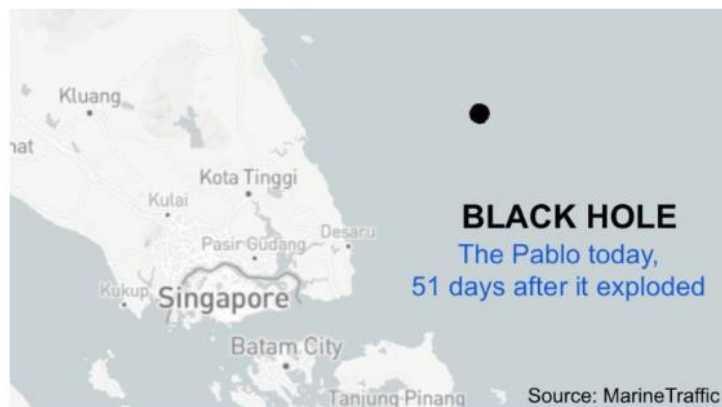 Kluang
nat
Kota Tinggi
Kulai
BLACK HOLE
Desaru
Pasir Gudang
The Pablo today,
51 days after it exploded
Kukup
Singapore
Batam City
Tanjung Pinang
Source: MarineTraffic